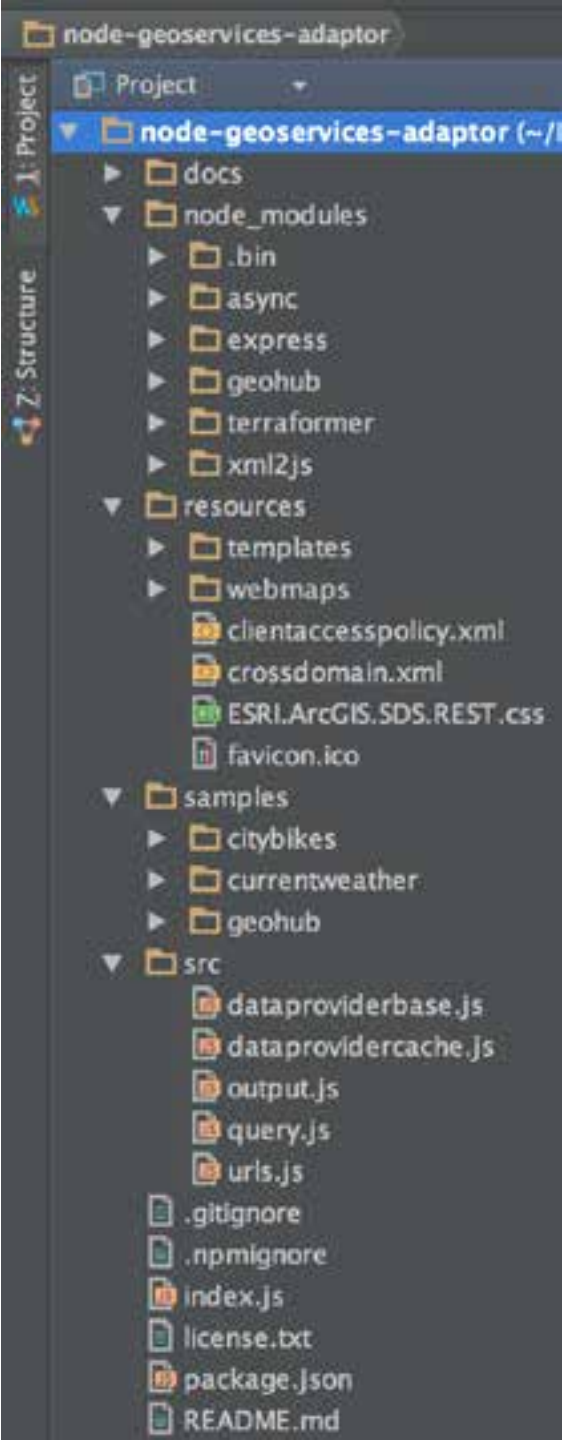 node-geoservices-adaptor
Project
1: Project
Z: Structure
node-geoservices-adaptor (~/
docs
node_modules
.bin
async
express
geohub
terraformer
xml2js
resources
templates
webmaps
clientaccesspolicy.xml
crossdomain.xml
ESRI.ArcGIS.SDS.REST.css
favicon.ico
samples
citybikes
currentweather
geohub
src
dataproviderbase.js
dataprovidercache.js
output.js
query.js
urls.js
.gitignore
.npmignore
index.js
license.txt
package.json
README.md